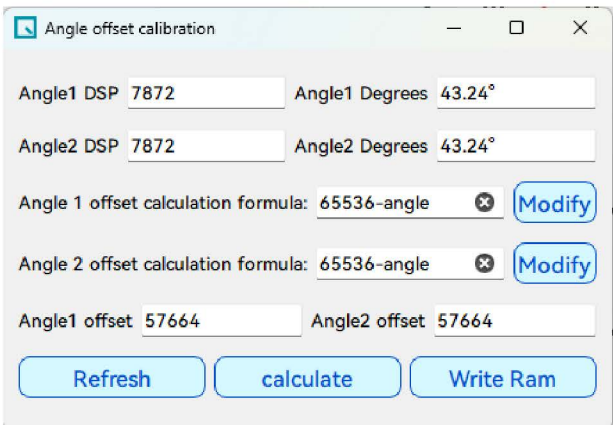 Angle offset calibration
Angle1 DSP 7872 Angle1 Degrees 43.24°
Angle2 DSP 7872 Angle2 Degrees 43.24°
Angle 1 offset calculation formula: 65536-angle Modify
Angle 2 offset calculation formula: 65536-angle Modify
Angle1 offset 57664 Angle2 offset 57664
Refresh calculate Write Ram